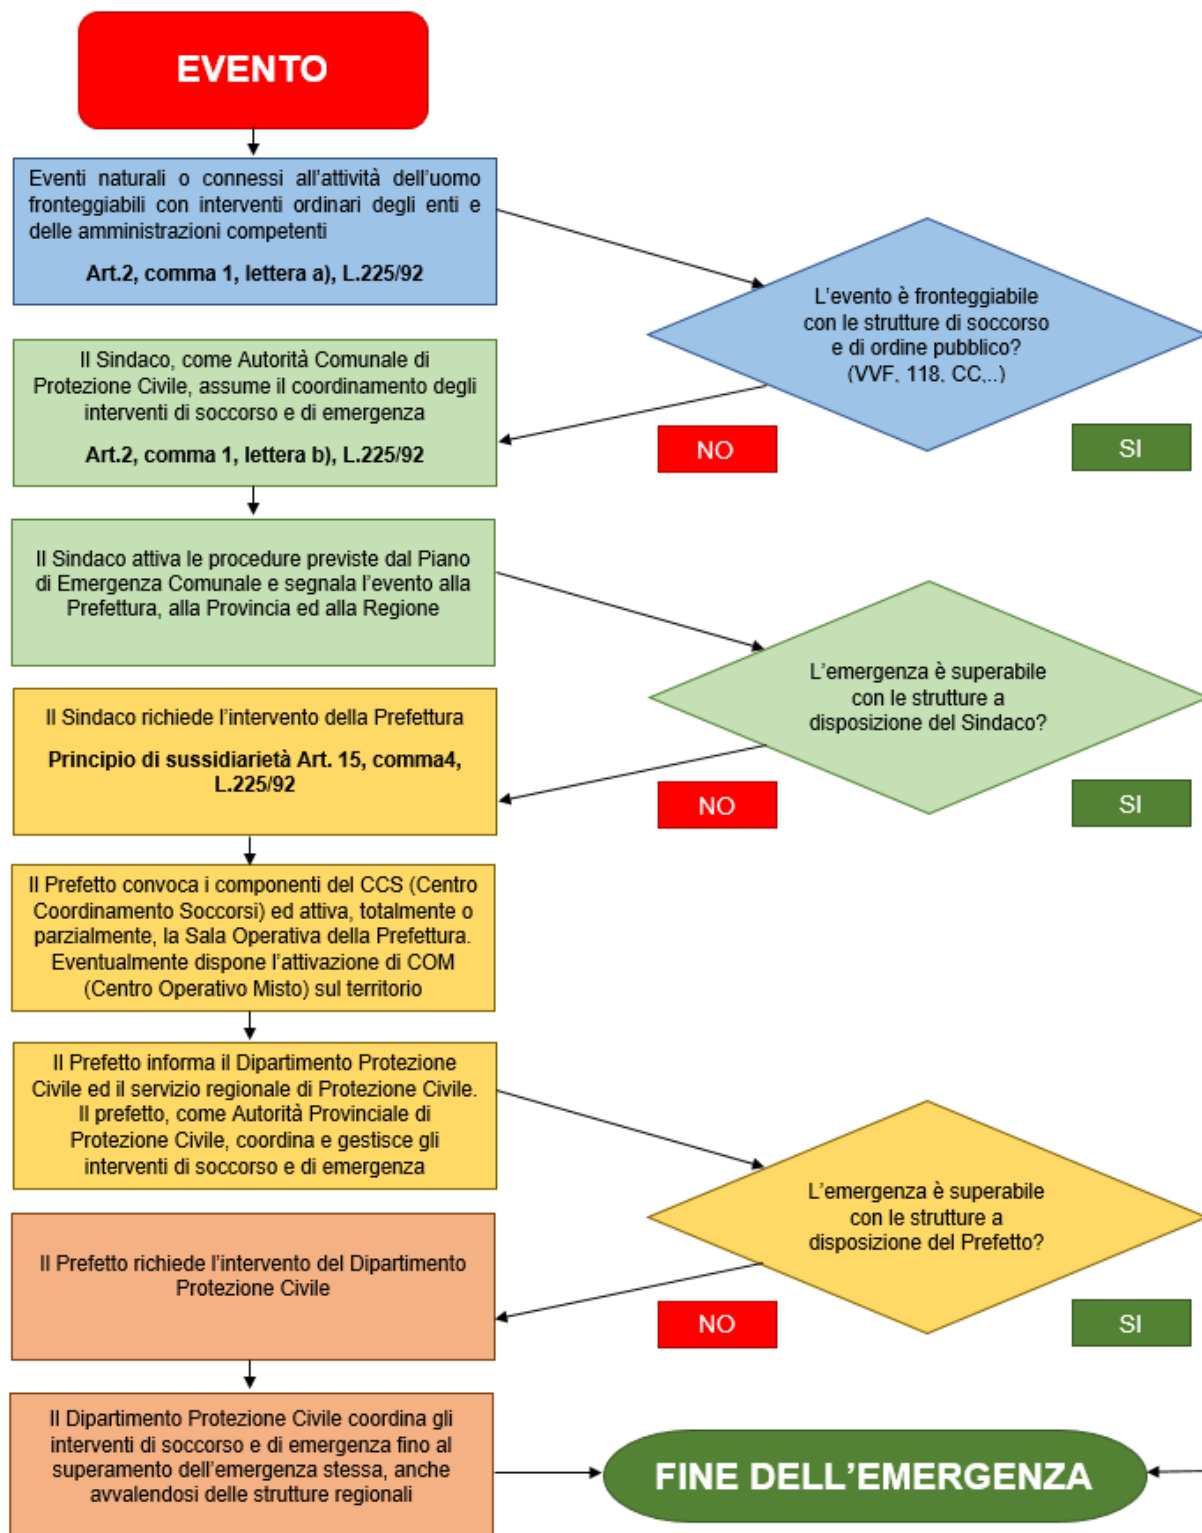 EVENTO
Eventi naturali o connessi all'attività dell'uomo
fronteggiabili con interventi ordinari degli enti e
delle amministrazioni competenti
Art.2, comma 1, lettera a), L.225/92
L'evento è fronteggiabile
con le strutture di soccorso
e di ordine pubblico?
(VVF, 118, CC,..)
NO
SI
Il Sindaco, come Autorità Comunale di
Protezione Civile, assume il coordinamento degli
interventi di soccorso e di emergenza
Art.2, comma 1, lettera b), L.225/92
Il Sindaco attiva le procedure previste dal Piano
di Emergenza Comunale e segnala l'evento alla
Prefettura, alla Provincia ed alla Regione
L'emergenza è superabile
con le strutture a
disposizione del Sindaco?
NO
SI
Il Sindaco richiede l'intervento della Prefettura
Principio di sussidiarietà Art. 15, comma4,
L.225/92
Il Prefetto convoca i componenti del CCS (Centro
Coordinamento Soccorsi) ed attiva, totalmente o
parzialmente, la Sala Operativa della Prefettura.
Eventualmente dispone l'attivazione di COM
(Centro Operativo Misto) sul territorio
Il Prefetto informa il Dipartimento Protezione
Civile ed il servizio regionale di Protezione Civile.
Il prefetto, come Autorità Provinciale di
Protezione Civile, coordina e gestisce gli
interventi di soccorso e di emergenza
L'emergenza è superabile
con le strutture a
disposizione del Prefetto?
NO
SI
Il Prefetto richiede l'intervento del Dipartimento
Protezione Civile
Il Dipartimento Protezione Civile coordina gli
interventi di soccorso e di emergenza fino al
superamento dell'emergenza stessa, anche
avvalendosi delle strutture regionali
FINE DELL'EMERGENZA